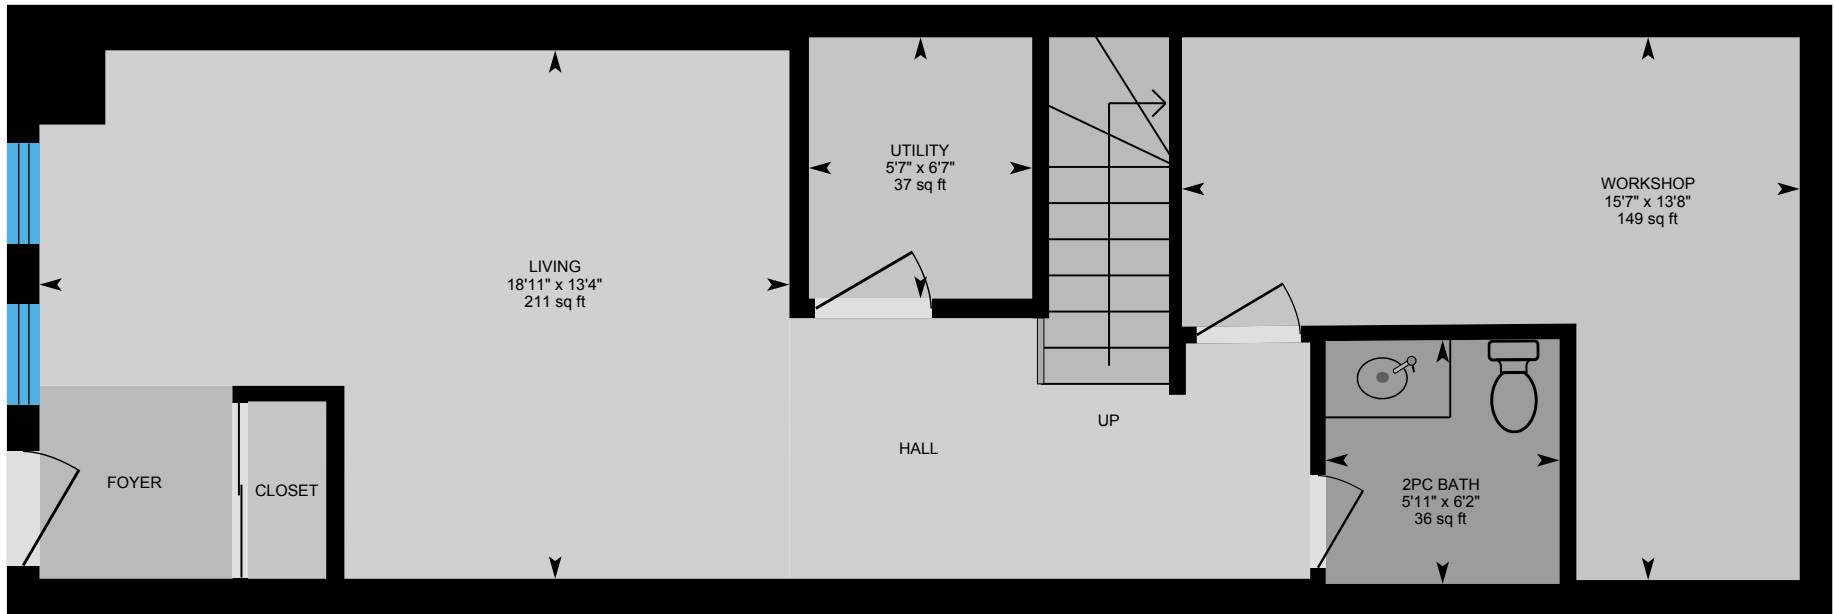 UTILITY
5'7" x 6'7"
37 sq ft
WORKSHOP
15'7" x 13'8"
149 sq ft
LIVING
18'11" x 13'4"
211 sq ft
UP
HALL
FOYER
CLOSET
2PC BATH
5'11" x 6'2"
36 sq ft